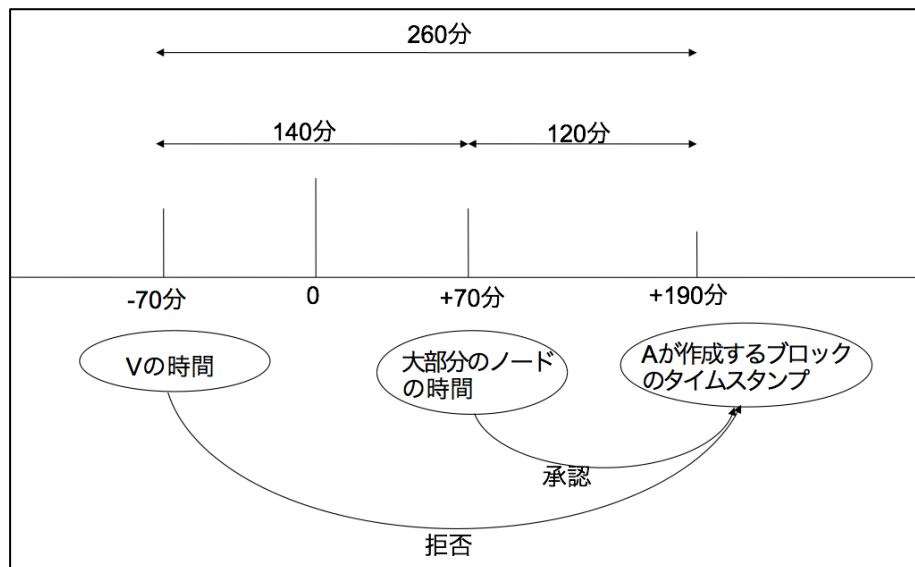 260分
140分
120分
-70分
0
+70分
+190分
Vの時間
大部分のノード
の時間
Aが作成するブロック
のタイムスタンプ
承認
拒否